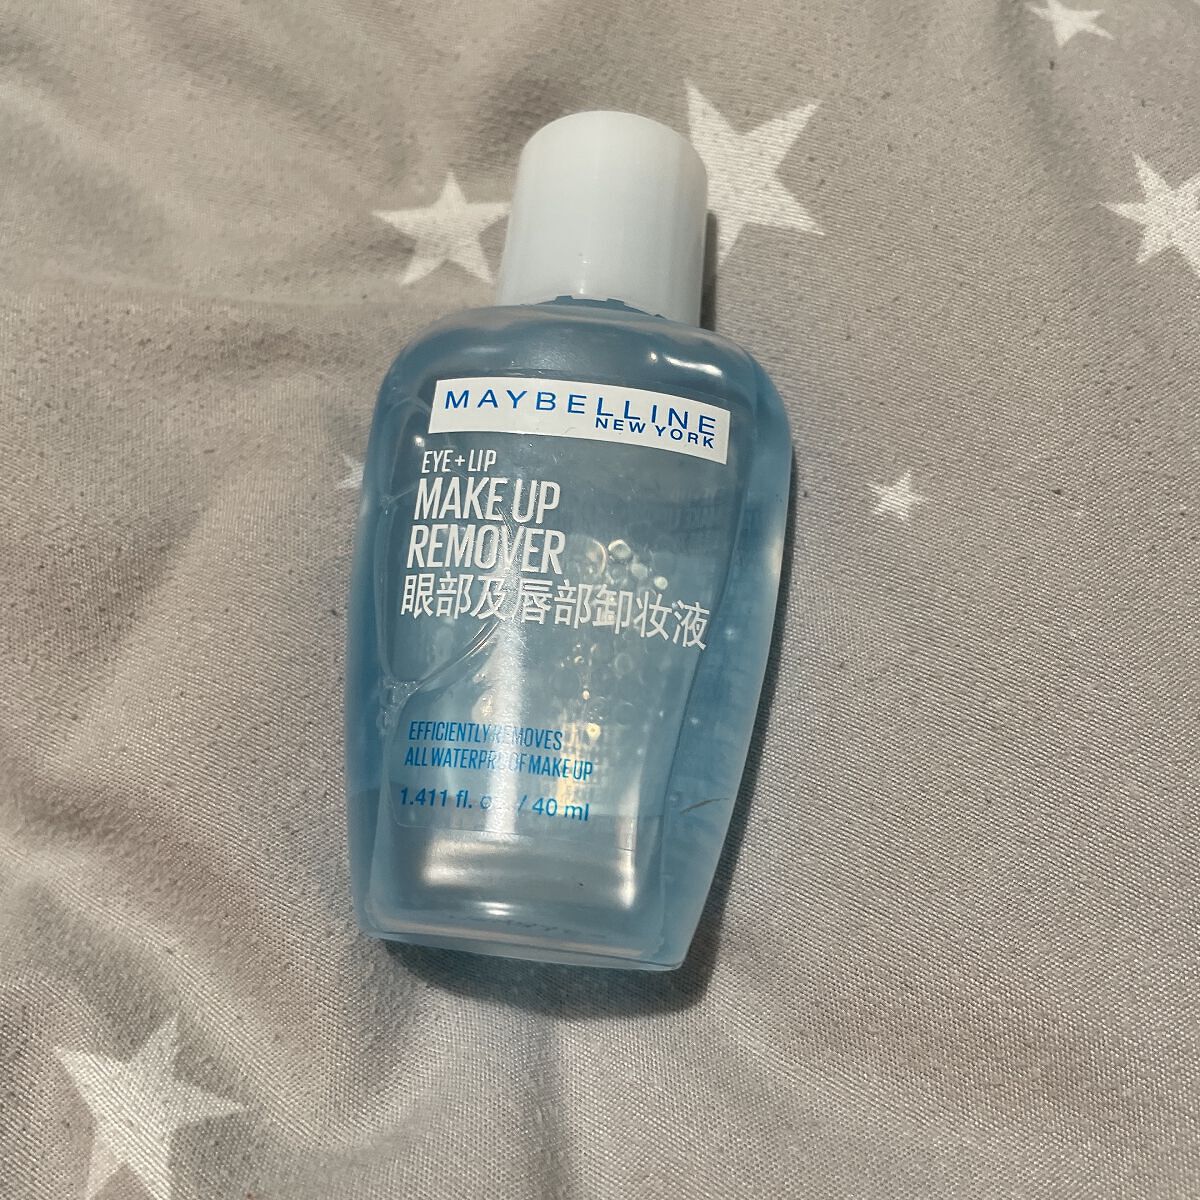 MAYBELLINE
NEW YORK
EYE + LIP
MAKE UP
REMOVER
眼部及唇部卸妆液
EFFICIENTLY REMOVES
ALL WATERPROOF MAKE UP
1.411 fl. oz. / 40 ml